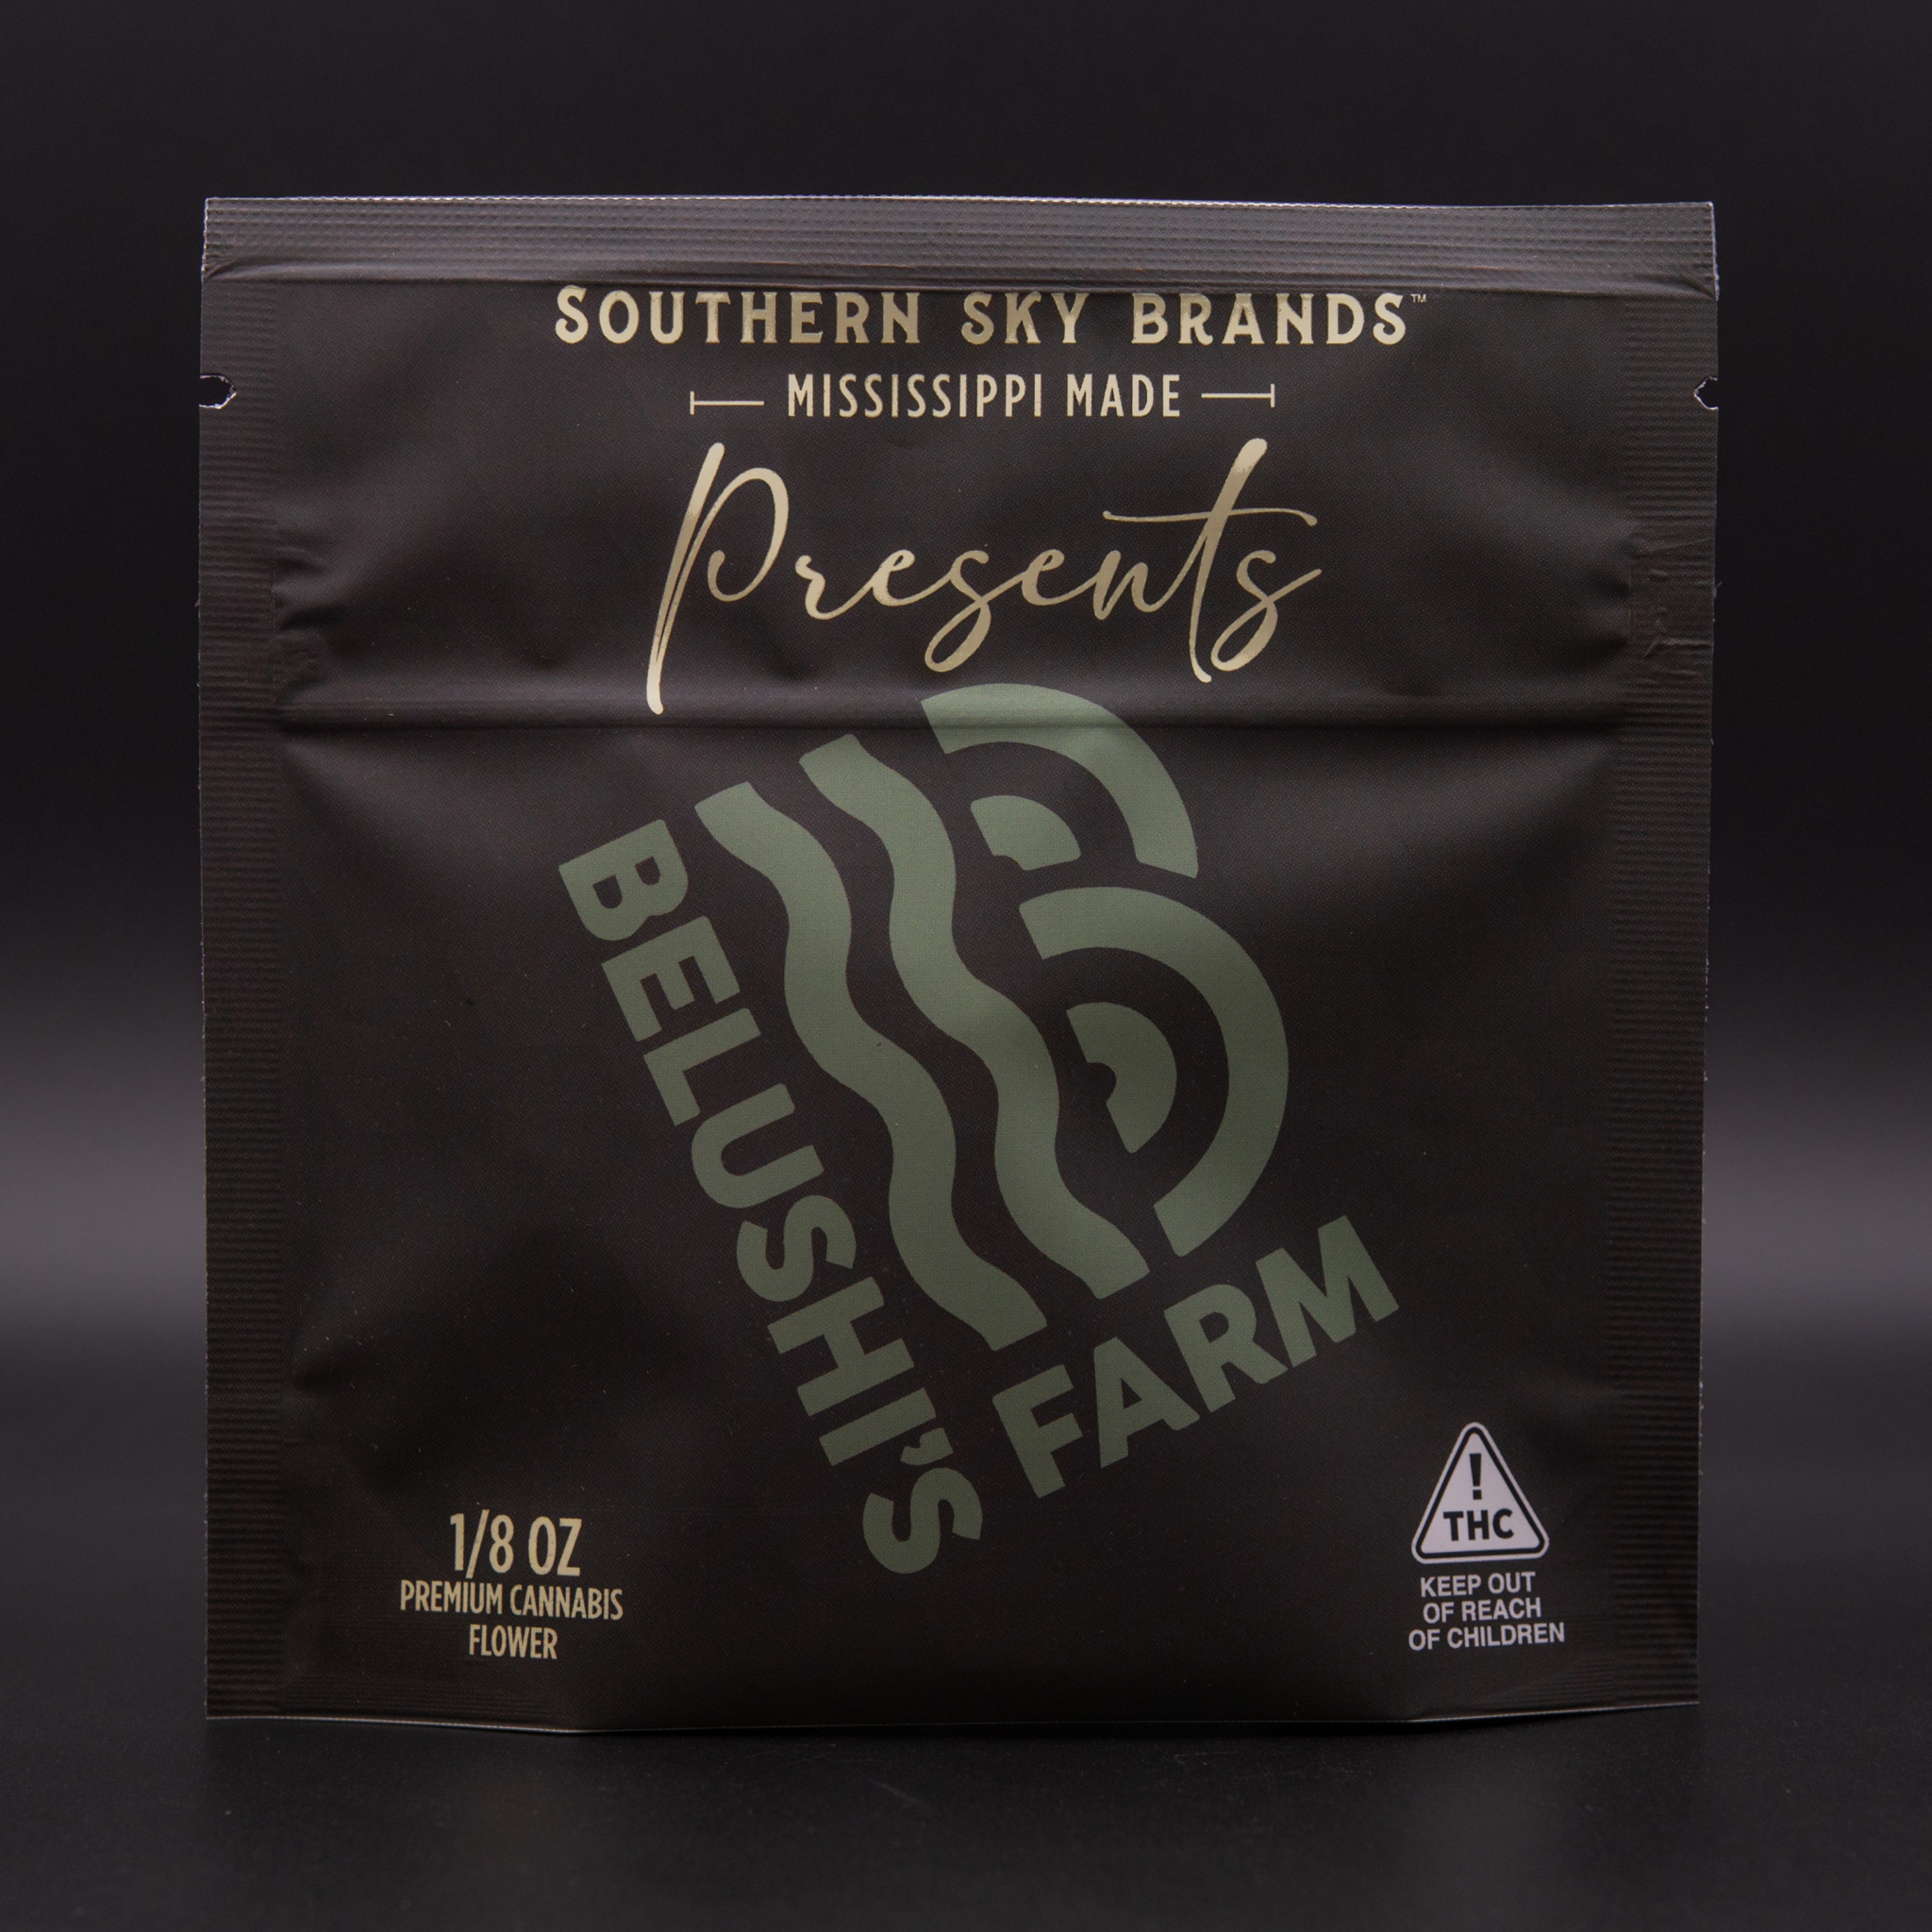 SOUTHERN SKY BRANDS™
MISSISSIPPI MADE
Presents
BELUSHI'S
FARM
1/8 OZ
PREMIUM CANNABIS
FLOWER
!
THC
KEEP OUT
OF REACH
OF CHILDREN